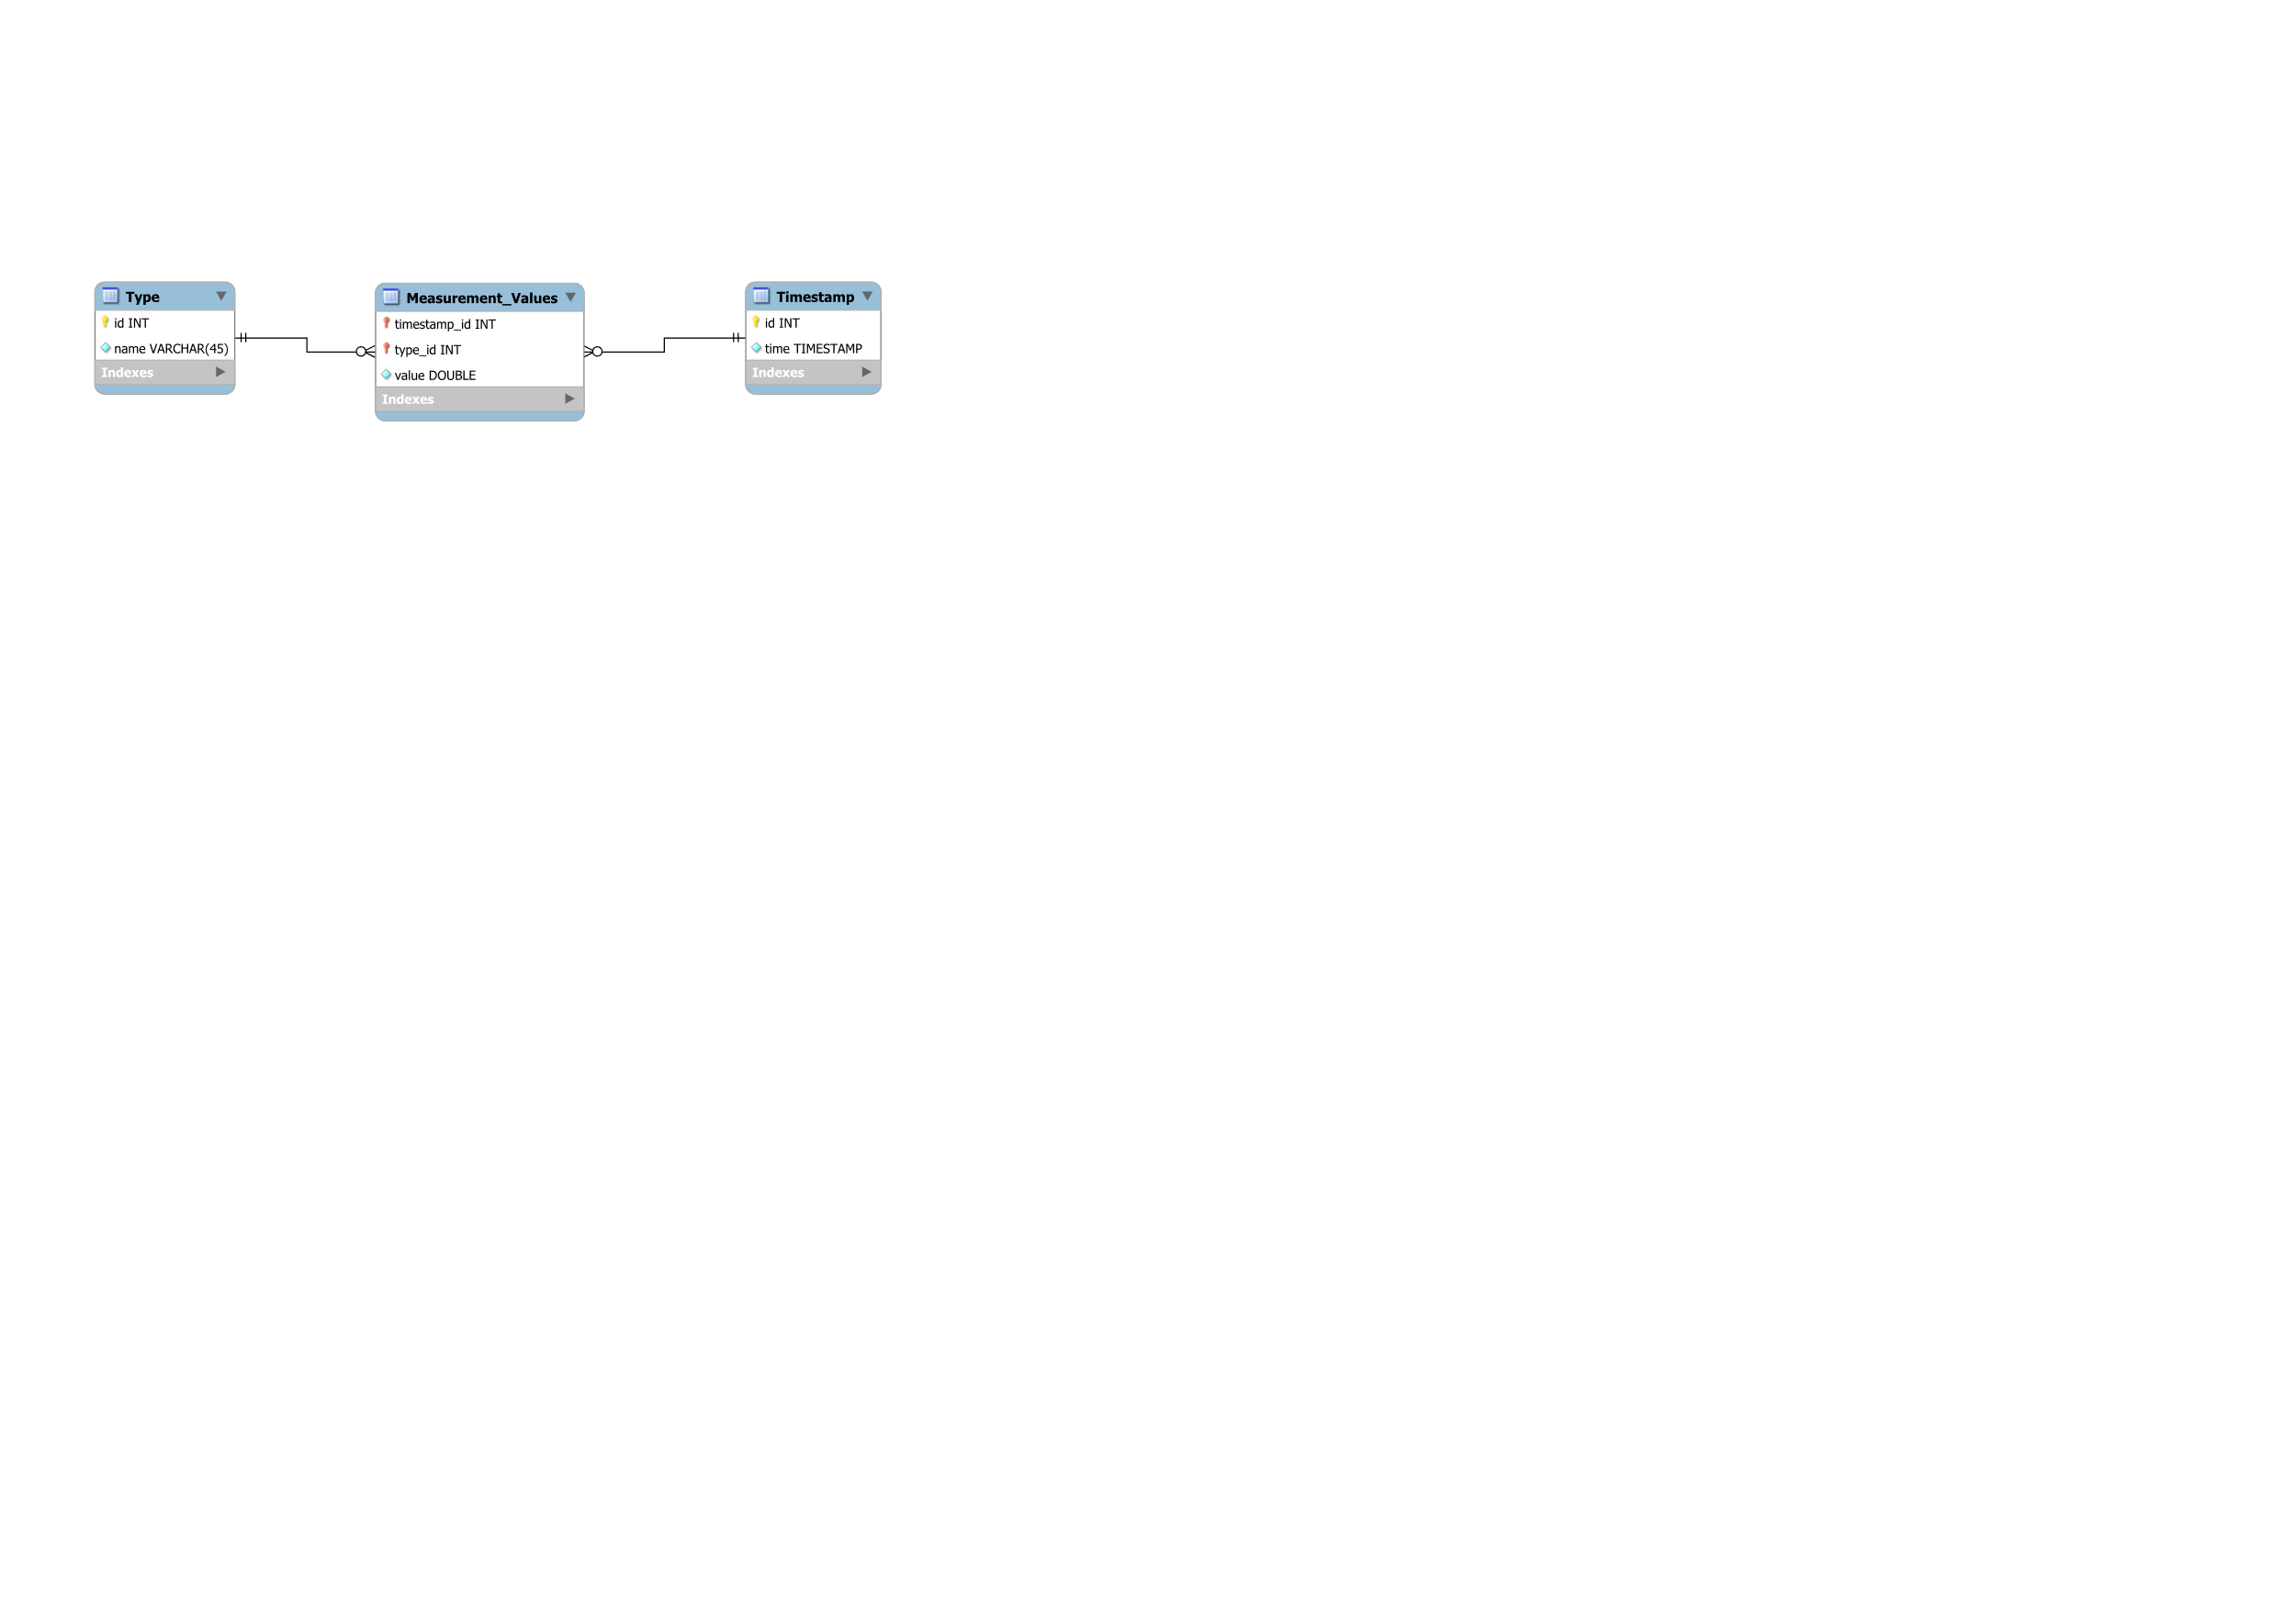 Type
id INT
name VARCHAR(45)
Indexes
Measurement_Values
timestamp_id INT
type_id INT
value DOUBLE
Indexes
Timestamp
id INT
time TIMESTAMP
Indexes